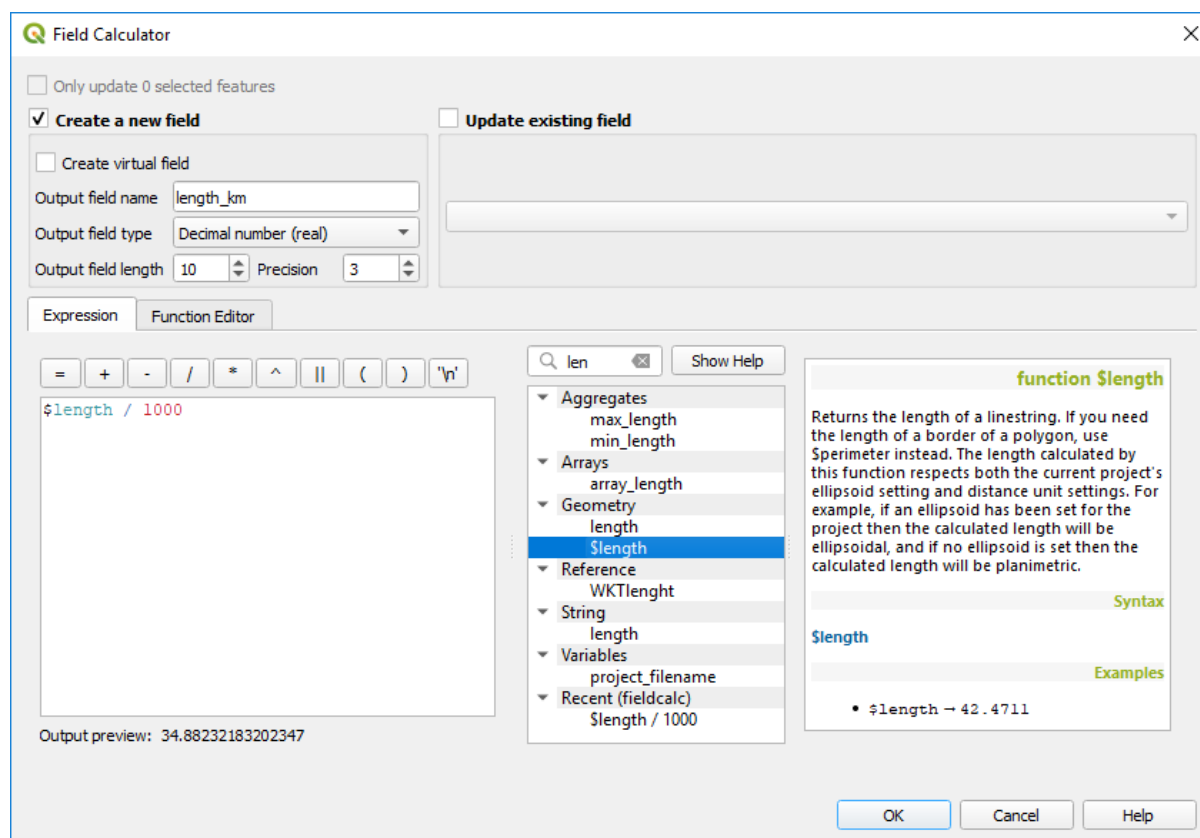 Field Calculator
Only update 0 selected features
Create a new field
Update existing field
Create virtual field
Output field name length_km
Output field type Decimal number (real)
Output field length 10 Precision 3
Expression Function Editor
= + - / * ^ || ( ) '\n'
$length / 1000
Output preview: 34.88232183202347
len Show Help
Aggregates
max_length
min_length
Arrays
array_length
Geometry
length
$length
Reference
WKTlenght
String
length
Variables
project_filename
Recent (fieldcalc)
$length / 1000
function $length
Returns the length of a linestring. If you need
the length of a border of a polygon, use
$perimeter instead. The length calculated by
this function respects both the current project's
ellipsoid setting and distance unit settings. For
example, if an ellipsoid has been set for the
project then the calculated length will be
ellipsoidal, and if no ellipsoid is set then the
calculated length will be planimetric.
Syntax
$length
Examples
• $length → 42.4711
OK Cancel Help